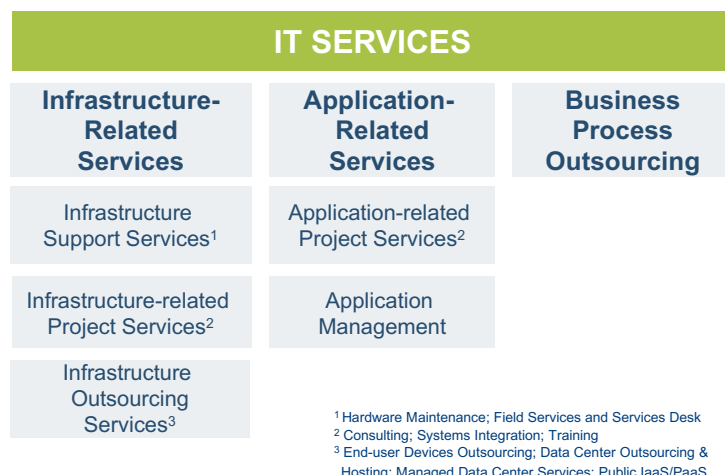 IT SERVICES
Infrastructure-
Related
Services
Application-
Related
Services
Business
Process
Outsourcing
Infrastructure
Support Services¹
Application-related
Project Services²
Infrastructure-related
Project Services²
Application
Management
Infrastructure
Outsourcing
Services³
¹ Hardware Maintenance; Field Services and Services Desk
² Consulting; Systems Integration; Training
³ End-user Devices Outsourcing; Data Center Outsourcing &
Hosting; Managed Data Center Services; Public IaaS/PaaS